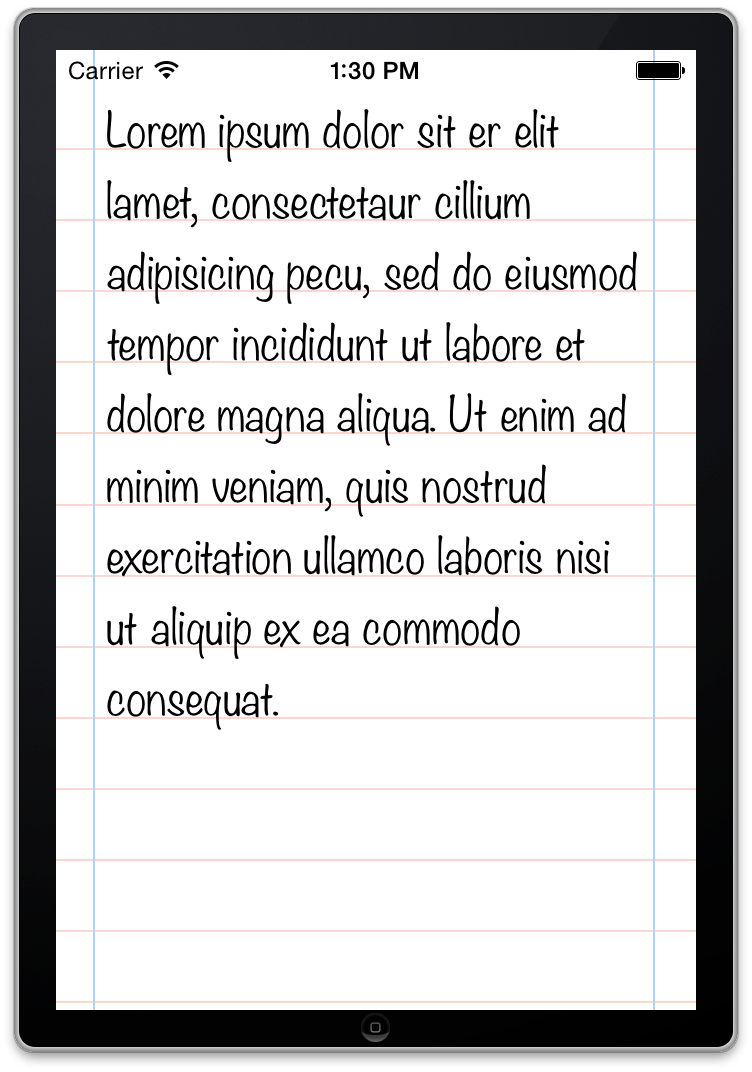 Carrier 1:30 PM
Lorem ipsum dolor sit er elit
lamet, consectetaur cillium
adipisicing pecu, sed do eiusmod
tempor incididunt ut labore et
dolore magna aliqua. Ut enim ad
minim veniam, quis nostrud
exercitation ullamco laboris nisi
ut aliquip ex ea commodo
consequat.